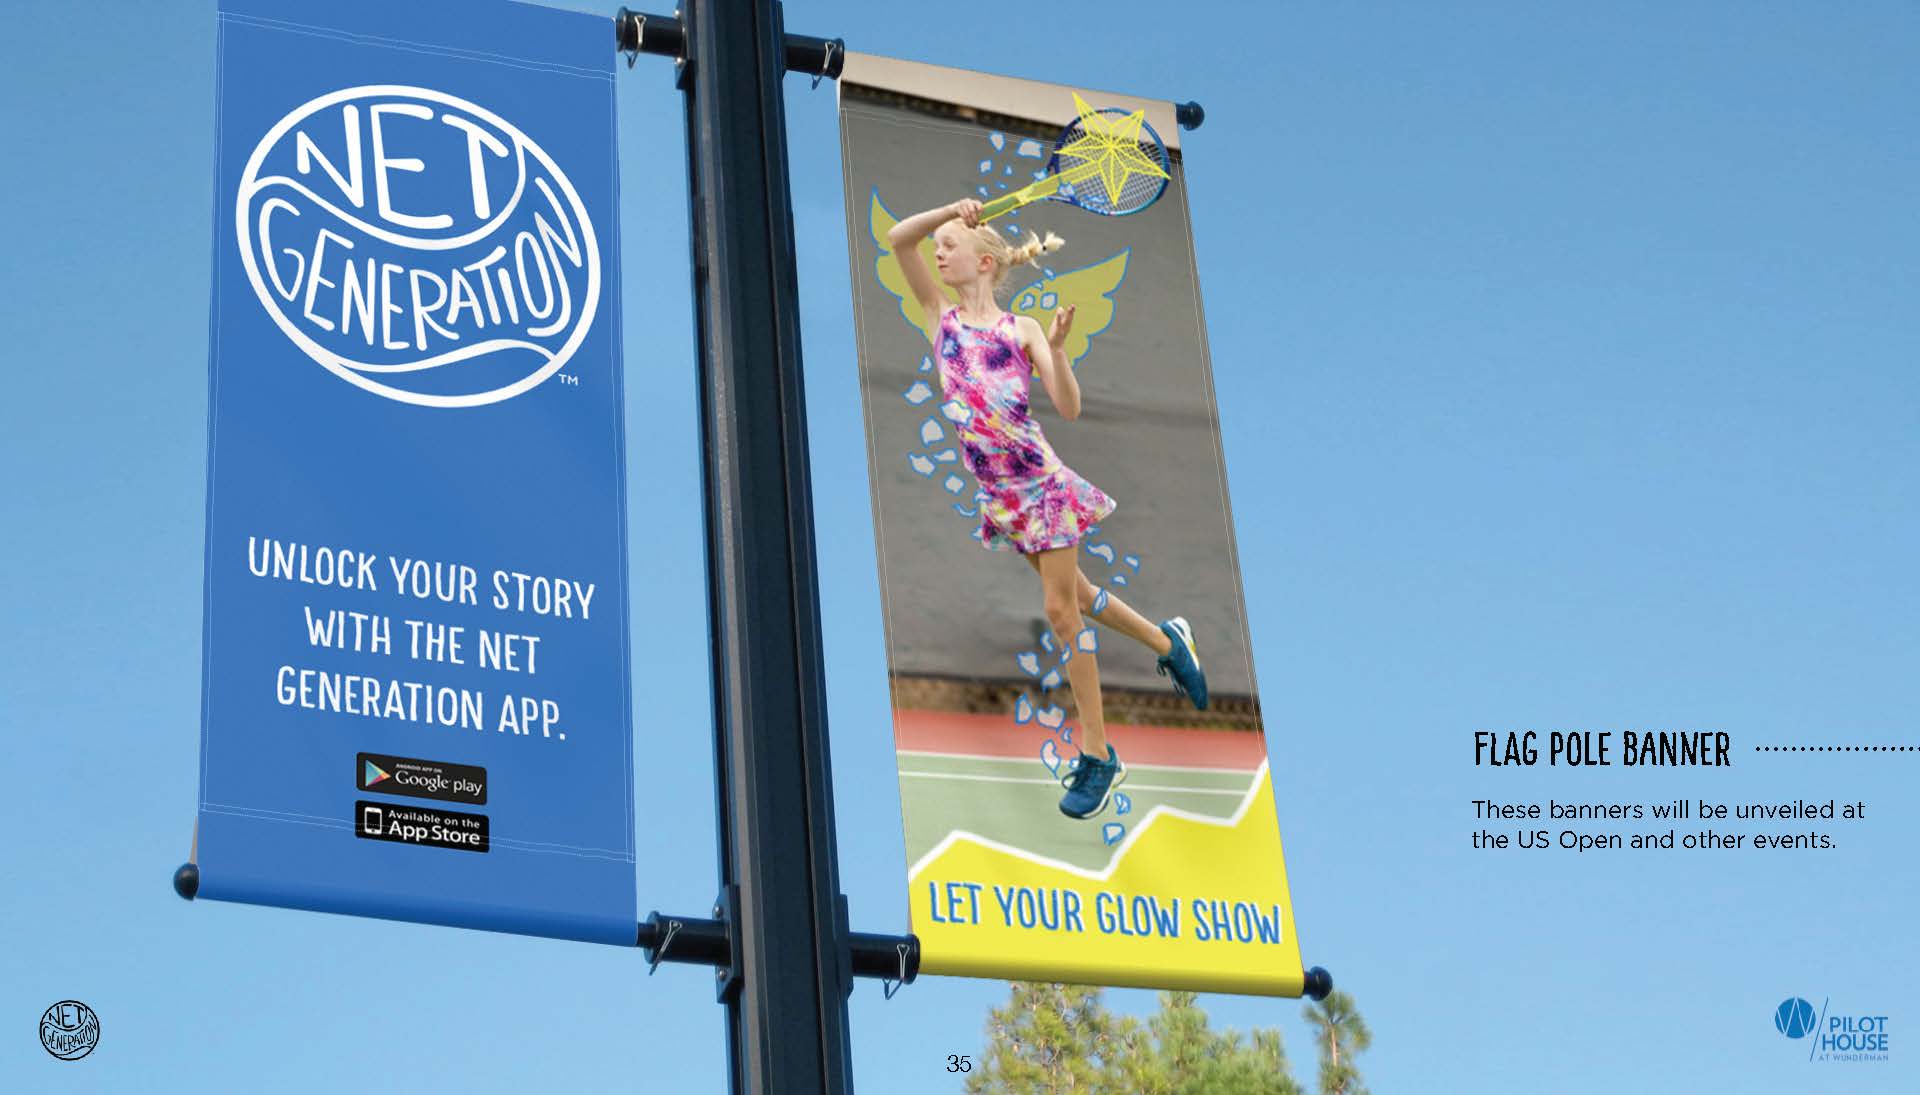 NET
GENERATION
TM
UNLOCK YOUR STORY
WITH THE NET
GENERATION APP.
ANDROID APP ON
Google play
Available on the
App Store
LET YOUR GLOW SHOW
FLAG POLE BANNER
These banners will be unveiled at
the US Open and other events.
NET
GENERATION
35
PILOT
HOUSE
AT WUNDERMAN